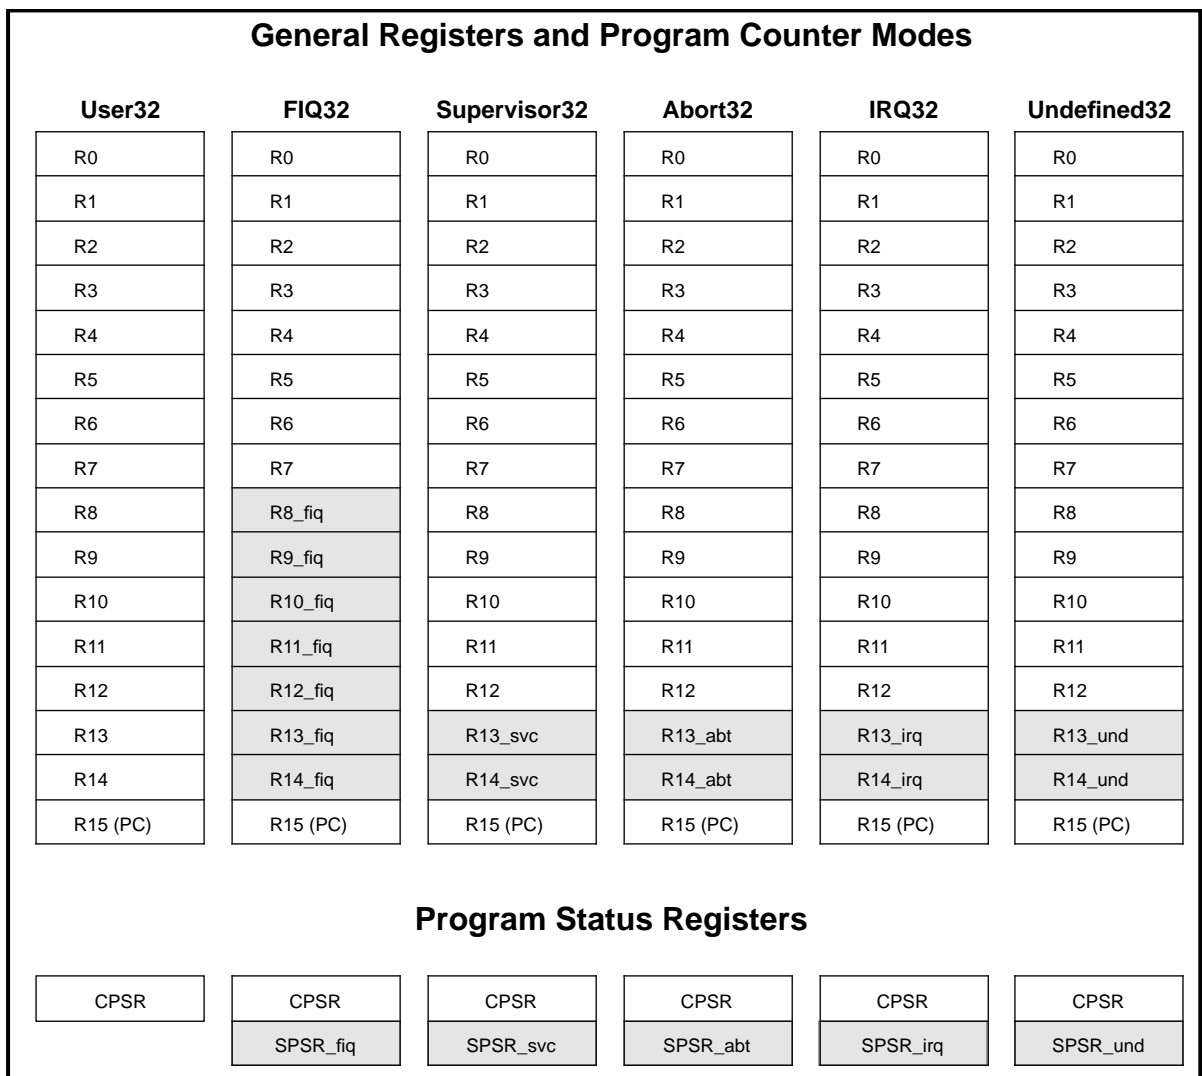 General Registers and Program Counter Modes
User32 FIQ32 Supervisor32 Abort32 IRQ32 Undefined32
R0 R0 R0 R0 R0 R0
R1 R1 R1 R1 R1 R1
R2 R2 R2 R2 R2 R2
R3 R3 R3 R3 R3 R3
R4 R4 R4 R4 R4 R4
R5 R5 R5 R5 R5 R5
R6 R6 R6 R6 R6 R6
R7 R7 R7 R7 R7 R7
R8 R8_fiq R8 R8 R8 R8
R9 R9_fiq R9 R9 R9 R9
R10 R10_fiq R10 R10 R10 R10
R11 R11_fiq R11 R11 R11 R11
R12 R12_fiq R12 R12 R12 R12
R13 R13_fiq R13_svc R13_abt R13_irq R13_und
R14 R14_fiq R14_svc R14_abt R14_irq R14_und
R15 (PC) R15 (PC) R15 (PC) R15 (PC) R15 (PC) R15 (PC)
Program Status Registers
CPSR CPSR CPSR CPSR CPSR CPSR
SPSR_fiq SPSR_svc SPSR_abt SPSR_irq SPSR_und